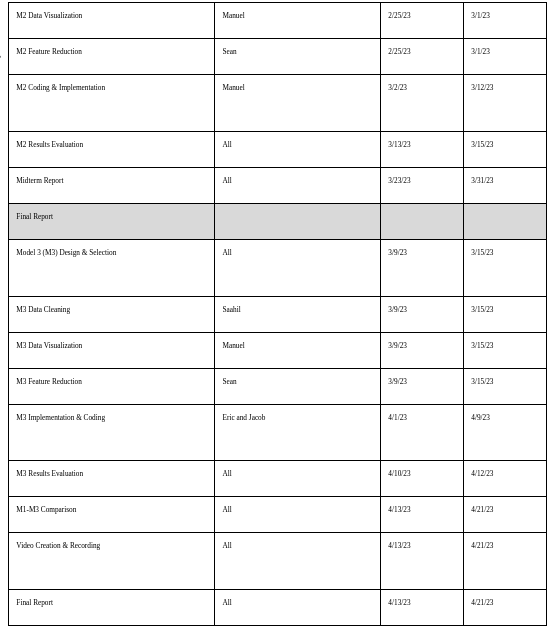 M2 Data Visualization Manuel 2/25/23 3/1/23
M2 Feature Reduction Sean 2/25/23 3/1/23
M2 Coding & Implementation Manuel 3/2/23 3/12/23
M2 Results Evaluation All 3/13/23 3/15/23
Midterm Report All 3/23/23 3/31/23
Final Report
Model 3 (M3) Design & Selection All 3/9/23 3/15/23
M3 Data Cleaning Saahil 3/9/23 3/15/23
M3 Data Visualization Manuel 3/9/23 3/15/23
M3 Feature Reduction Sean 3/9/23 3/15/23
M3 Implementation & Coding Eric and Jacob 4/1/23 4/9/23
M3 Results Evaluation All 4/10/23 4/12/23
M1-M3 Comparison All 4/13/23 4/21/23
Video Creation & Recording All 4/13/23 4/21/23
Final Report All 4/13/23 4/21/23